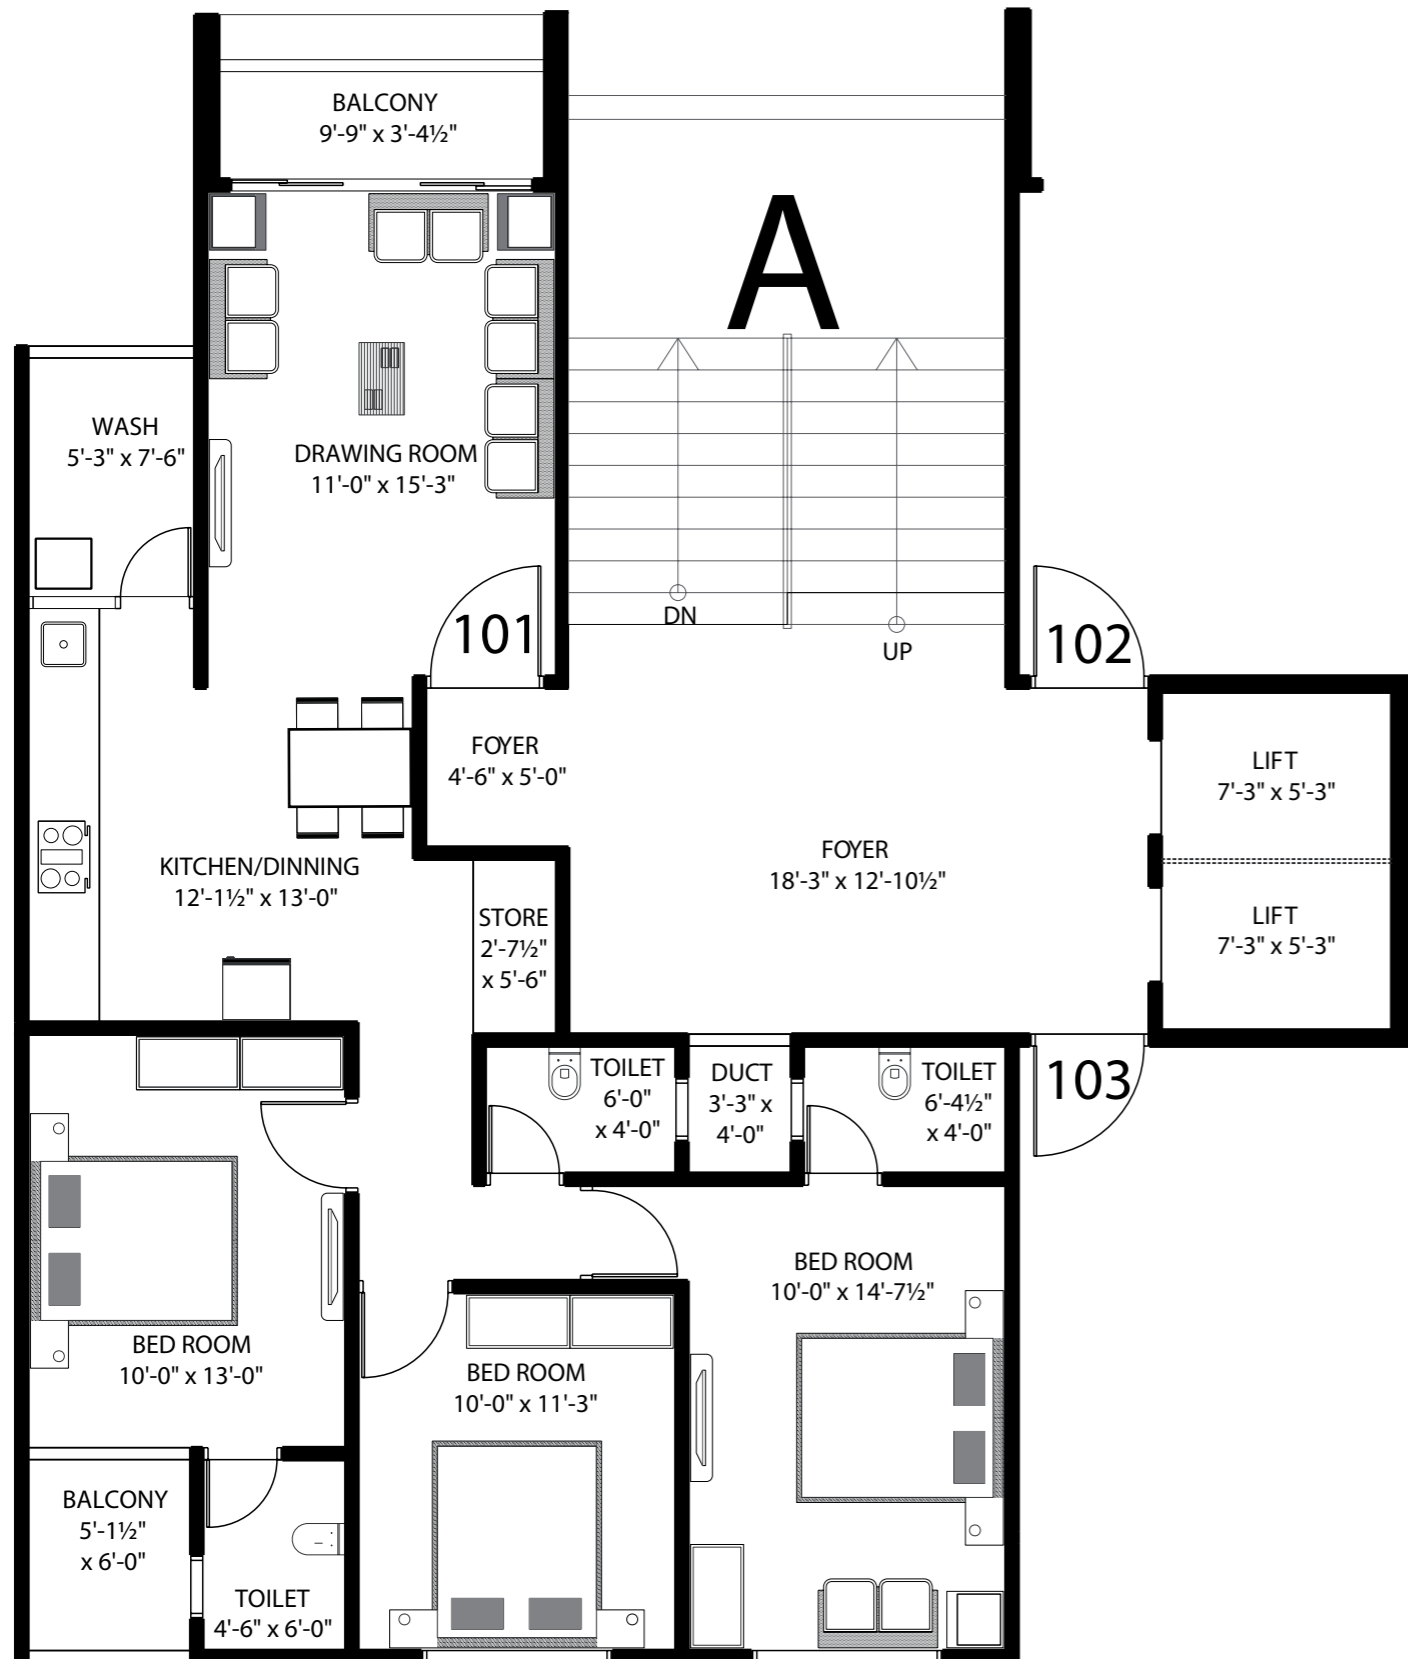 BALCONY
9'-9" x 3'-4½"
A
WASH
5'-3" x 7'-6"
DRAWING ROOM
11'-0" x 15'-3"
DN
UP
101
102
FOYER
4'-6" x 5'-0"
LIFT
7'-3" x 5'-3"
KITCHEN/DINNING
12'-1½" x 13'-0"
FOYER
18'-3" x 12'-10½"
STORE
2'-7½"
x 5'-6"
LIFT
7'-3" x 5'-3"
TOILET
6'-0"
x 4'-0"
DUCT
3'-3" x
4'-0"
TOILET
6'-4½"
x 4'-0"
103
BED ROOM
10'-0" x 14'-7½"
BED ROOM
10'-0" x 13'-0"
BED ROOM
10'-0" x 11'-3"
BALCONY
5'-1½"
x 6'-0"
TOILET
4'-6" x 6'-0"